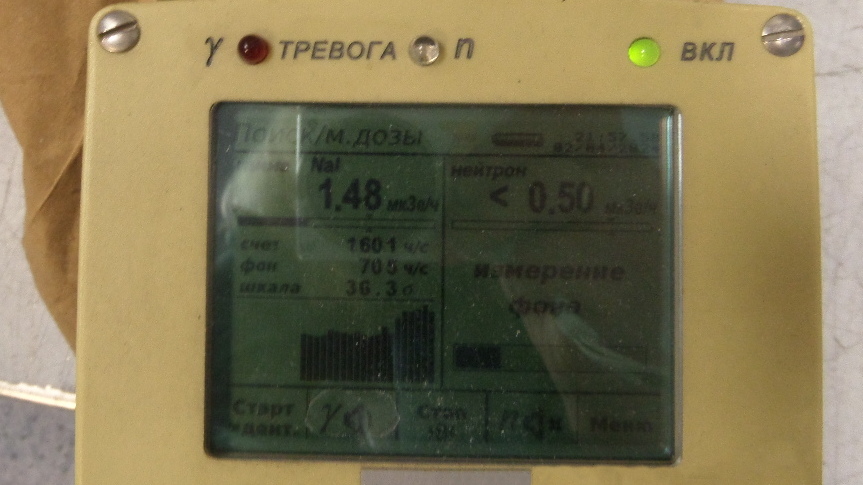 γ ТРЕВОГА n ВКЛ
Поиск/м.дозы
NaI нейтрон
1.48 мкЗв/ч < 0.50 мкЗв/ч
счет 1601 ч/с
фон 705 ч/с
шкала 36.3 σ
измерение
фона
Старт γ Стоп n Меню
идент.